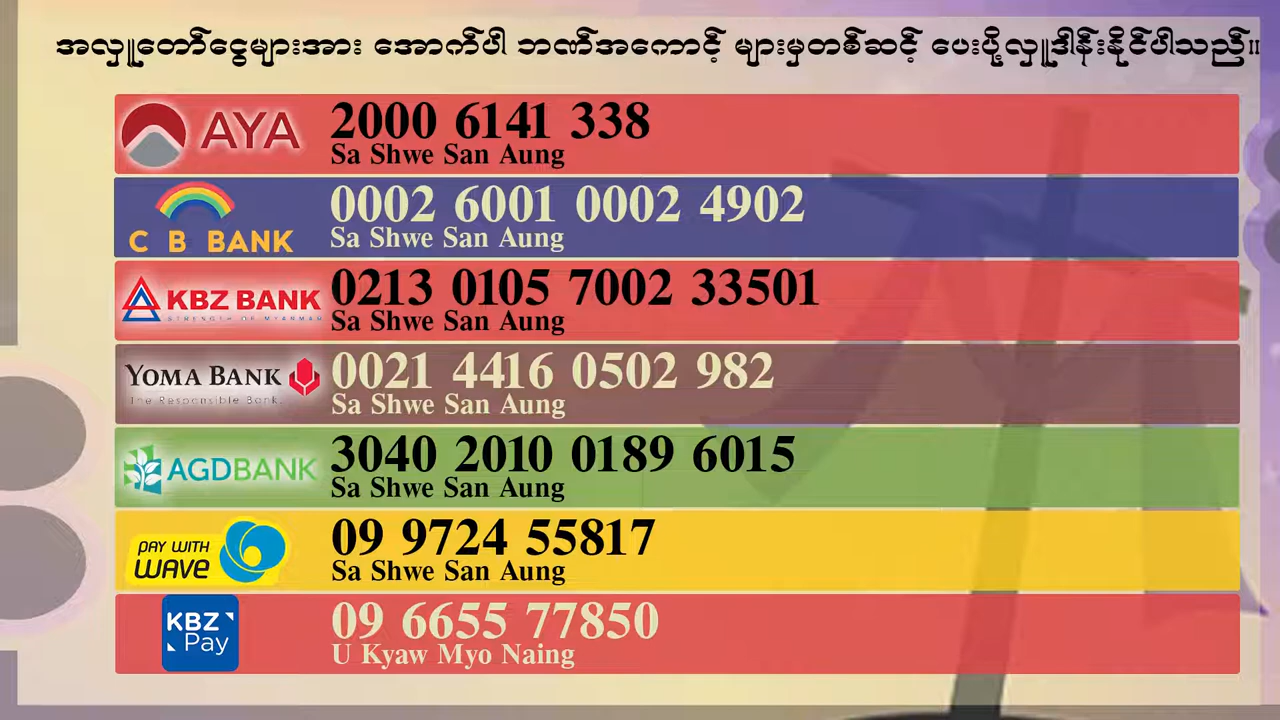 အလှူတော်ငွေများအား အောက်ပါ ဘဏ်အကောင့် များမှတစ်ဆင့် ပေးပို့လှူဒါန်းနိုင်ပါသည်။
AYA
2000 6141 338
Sa Shwe San Aung
C B BANK
0002 6001 0002 4902
Sa Shwe San Aung
KBZ BANK
STRENGTH OF MYANMAR
0213 0105 7002 33501
Sa Shwe San Aung
YOMA BANK
The Responsible Bank.
0021 4416 0502 982
Sa Shwe San Aung
AGDBANK
3040 2010 0189 6015
Sa Shwe San Aung
PAY WITH
WAVE
09 9724 55817
Sa Shwe San Aung
KBZ
Pay
09 6655 77850
U Kyaw Myo Naing